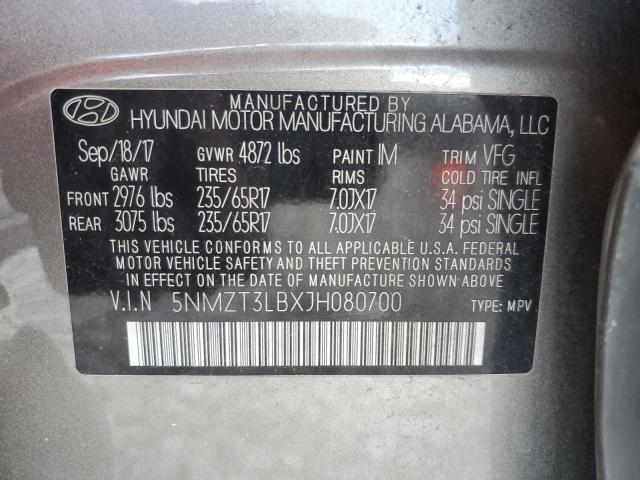 MANUFACTURED BY
HYUNDAI MOTOR MANUFACTURING ALABAMA, LLC
Sep/18/17 GVWR 4872 lbs PAINT IM TRIM VFG
GAWR TIRES RIMS COLD TIRE INFL
FRONT 2976 lbs 235/65R17 7.0JX17 34 psi SINGLE
REAR 3075 lbs 235/65R17 7.0JX17 34 psi SINGLE
THIS VEHICLE CONFORMS TO ALL APPLICABLE U.S.A. FEDERAL
MOTOR VEHICLE SAFETY AND THEFT PREVENTION STANDARDS
IN EFFECT ON THE DATE OF MANUFACTURE SHOWN ABOVE.
V.I.N 5NMZT3LBXJH080700 TYPE: MPV